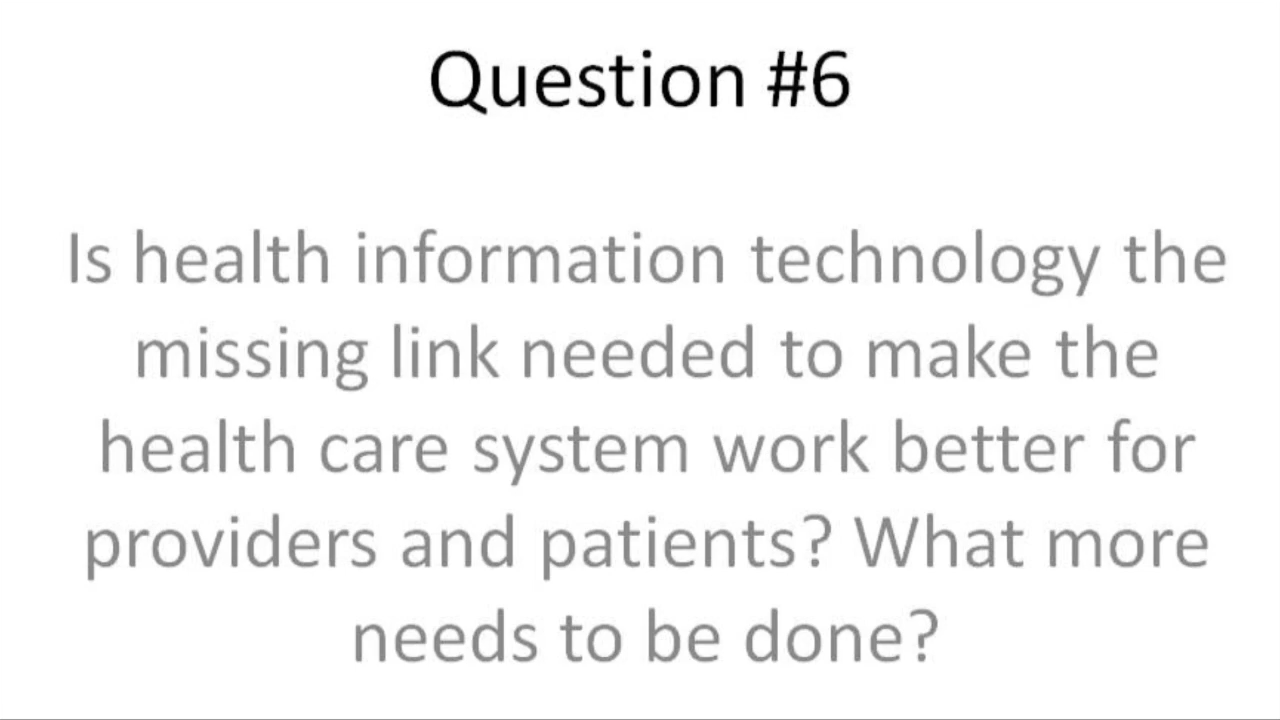 Question #6
Is health information technology the
missing link needed to make the
health care system work better for
providers and patients? What more
needs to be done?